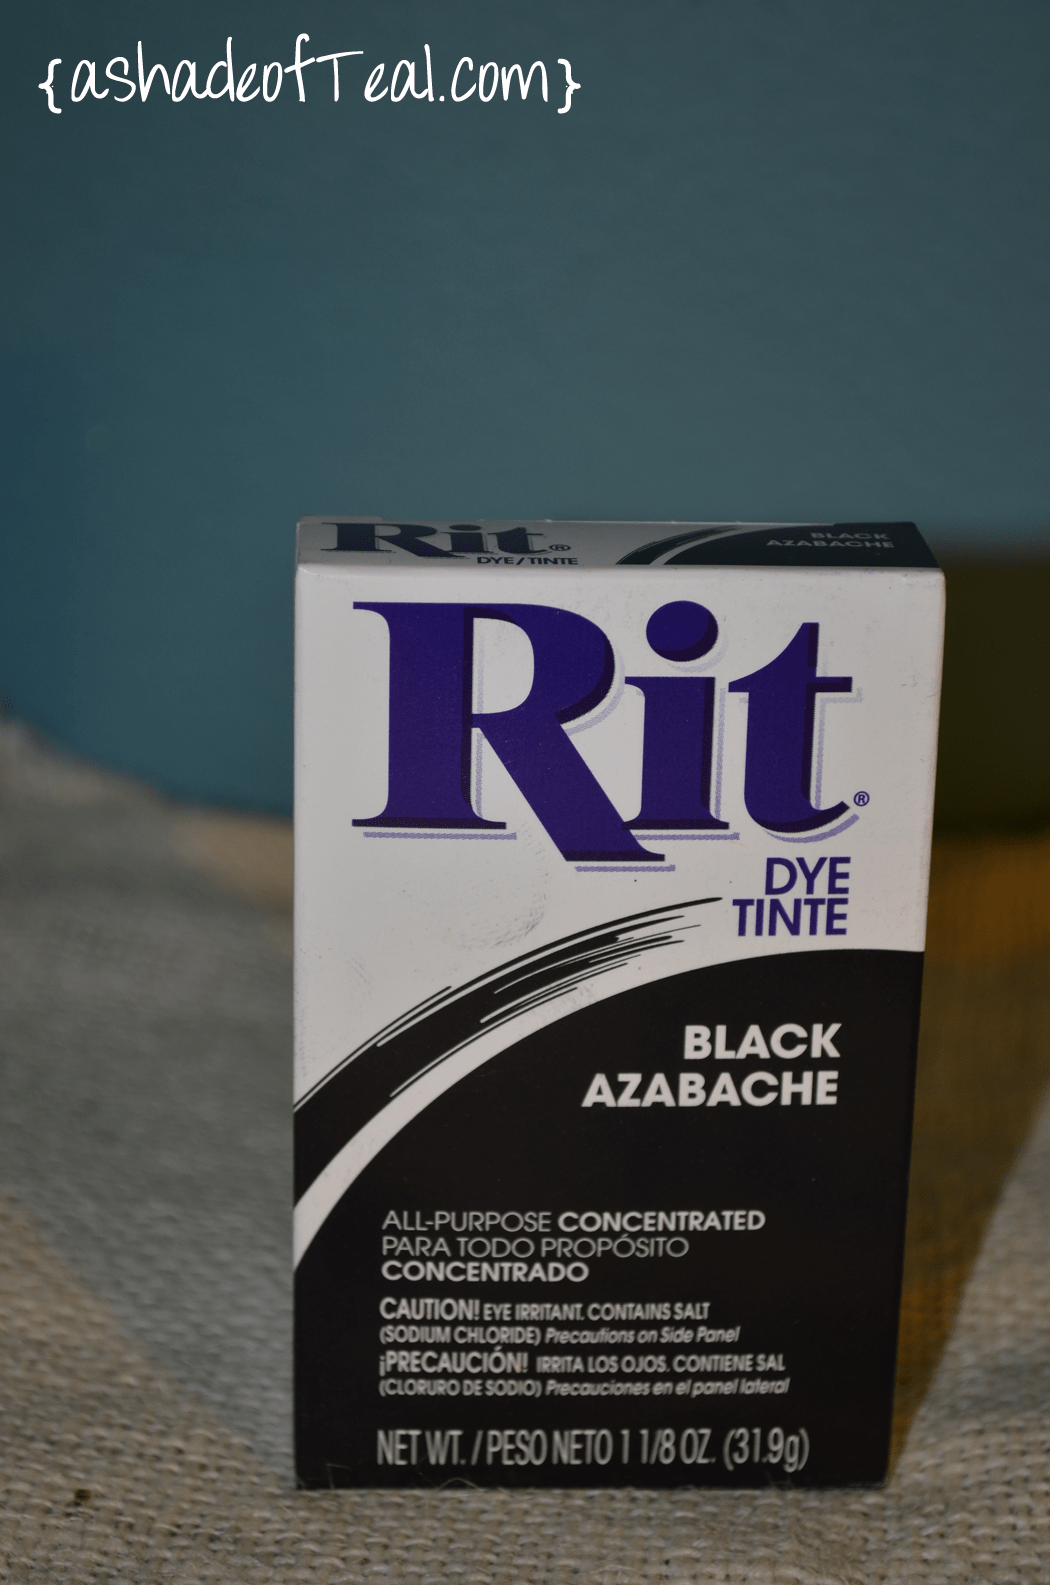 {ashadeofTeal.com}
Rit®
DYE/TINTE
BLACK
AZABACHE
Rit®
DYE
TINTE
BLACK
AZABACHE
ALL-PURPOSE CONCENTRATED
PARA TODO PROPÓSITO
CONCENTRADO
CAUTION! EYE IRRITANT. CONTAINS SALT
(SODIUM CHLORIDE) Precautions on Side Panel
¡PRECAUCIÓN! IRRITA LOS OJOS. CONTIENE SAL
(CLORURO DE SODIO) Precauciones en el panel lateral
NET WT. / PESO NETO 1 1/8 OZ. (31.9g)